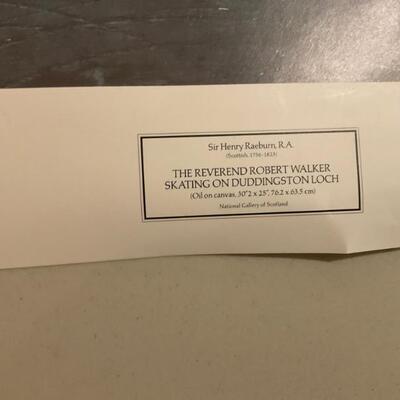 Sir Henry Raeburn, R.A.
(Scottish, 1756-1823)
THE REVEREND ROBERT WALKER
SKATING ON DUDDINGSTON LOCH
(Oil on canvas, 30"2 x 25", 76.2 x 63.5 cm)
National Gallery of Scotland